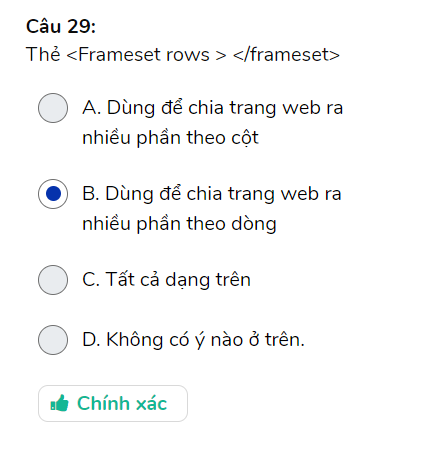 Câu 29:
Thẻ <Frameset rows > </frameset>
A. Dùng để chia trang web ra
nhiều phần theo cột
B. Dùng để chia trang web ra
nhiều phần theo dòng
C. Tất cả dạng trên
D. Không có ý nào ở trên.
Chính xác